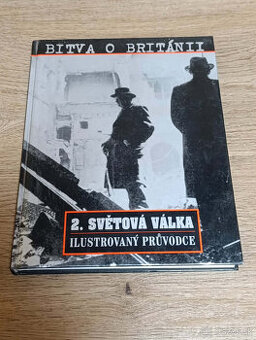 BITVA O BRITÁNII
2. SVĚTOVÁ VÁLKA
ILUSTROVANÝ PRŮVODCE